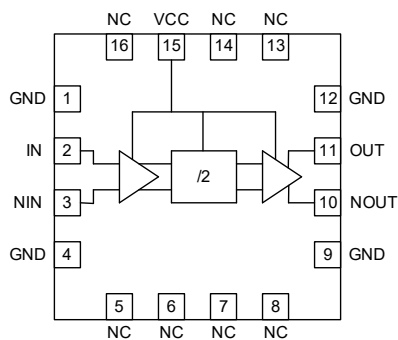 NC VCC NC NC
16 15 14 13
GND 1 12 GND
IN 2 11 OUT
/2
NIN 3 10 NOUT
GND 4 9 GND
5 6 7 8
NC NC NC NC